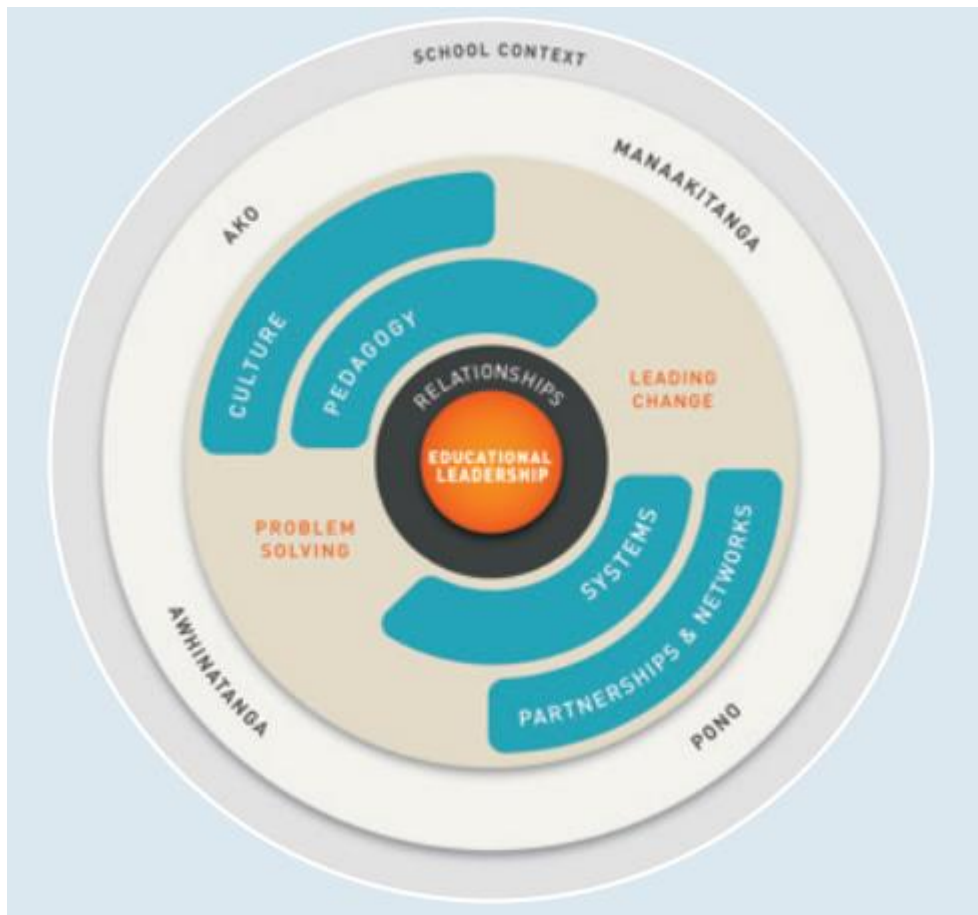 SCHOOL CONTEXT
MANAAKITANGA
AKO
CULTURE
PEDAGOGY
RELATIONSHIPS
LEADING
CHANGE
EDUCATIONAL
LEADERSHIP
PROBLEM
SOLVING
SYSTEMS
PARTNERSHIPS & NETWORKS
AWHINATANGA
PONO